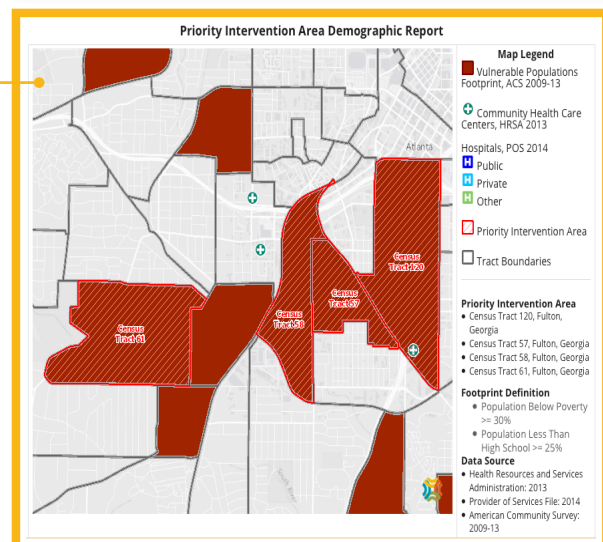 Priority Intervention Area Demographic Report
Map Legend
Vulnerable Populations
Footprint, ACS 2009-13
Community Health Care
Centers, HRSA 2013
Hospitals, POS 2014
H Public
H Private
H Other
Priority Intervention Area
Tract Boundaries
Priority Intervention Area
• Census Tract 120, Fulton,
Georgia
• Census Tract 57, Fulton, Georgia
• Census Tract 58, Fulton, Georgia
• Census Tract 61, Fulton, Georgia
Footprint Definition
• Population Below Poverty
>= 30%
• Population Less Than
High School >= 25%
Data Source
• Health Resources and Services
Administration: 2013
• Provider of Services File: 2014
• American Community Survey:
2009-13
Atlanta
Census
Tract 120
Census
Tract 57
Census
Tract 58
Census
Tract 61
South River